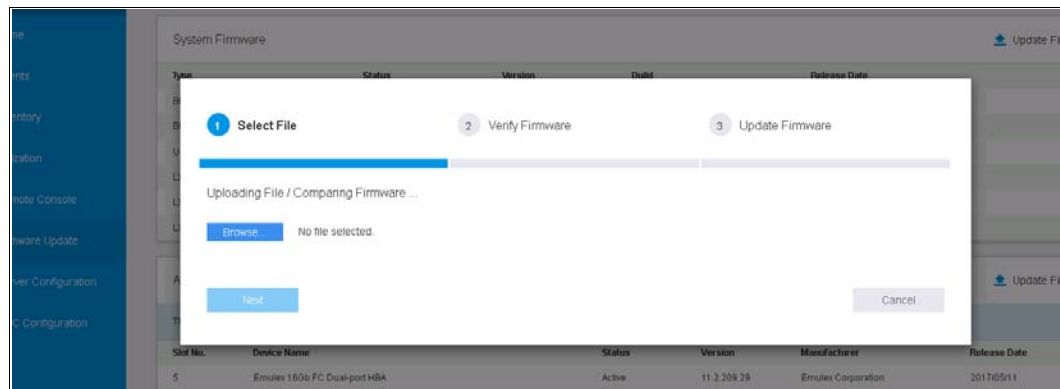 System Firmware
Update Fi
Type Status Version Build Release Date
1 Select File 2 Verify Firmware 3 Update Firmware
Uploading File / Comparing Firmware ...
Browse... No file selected.
Next Cancel
me
ents
entory
ization
mote Console
mware Update
ver Configuration
C Configuration
A
Update Fi
Slot No. Device Name Status Version Manufacturer Release Date
5 Emulex 16Gb FC Dual-port HBA Active 11.2.209.29 Emulex Corporation 2017/05/11